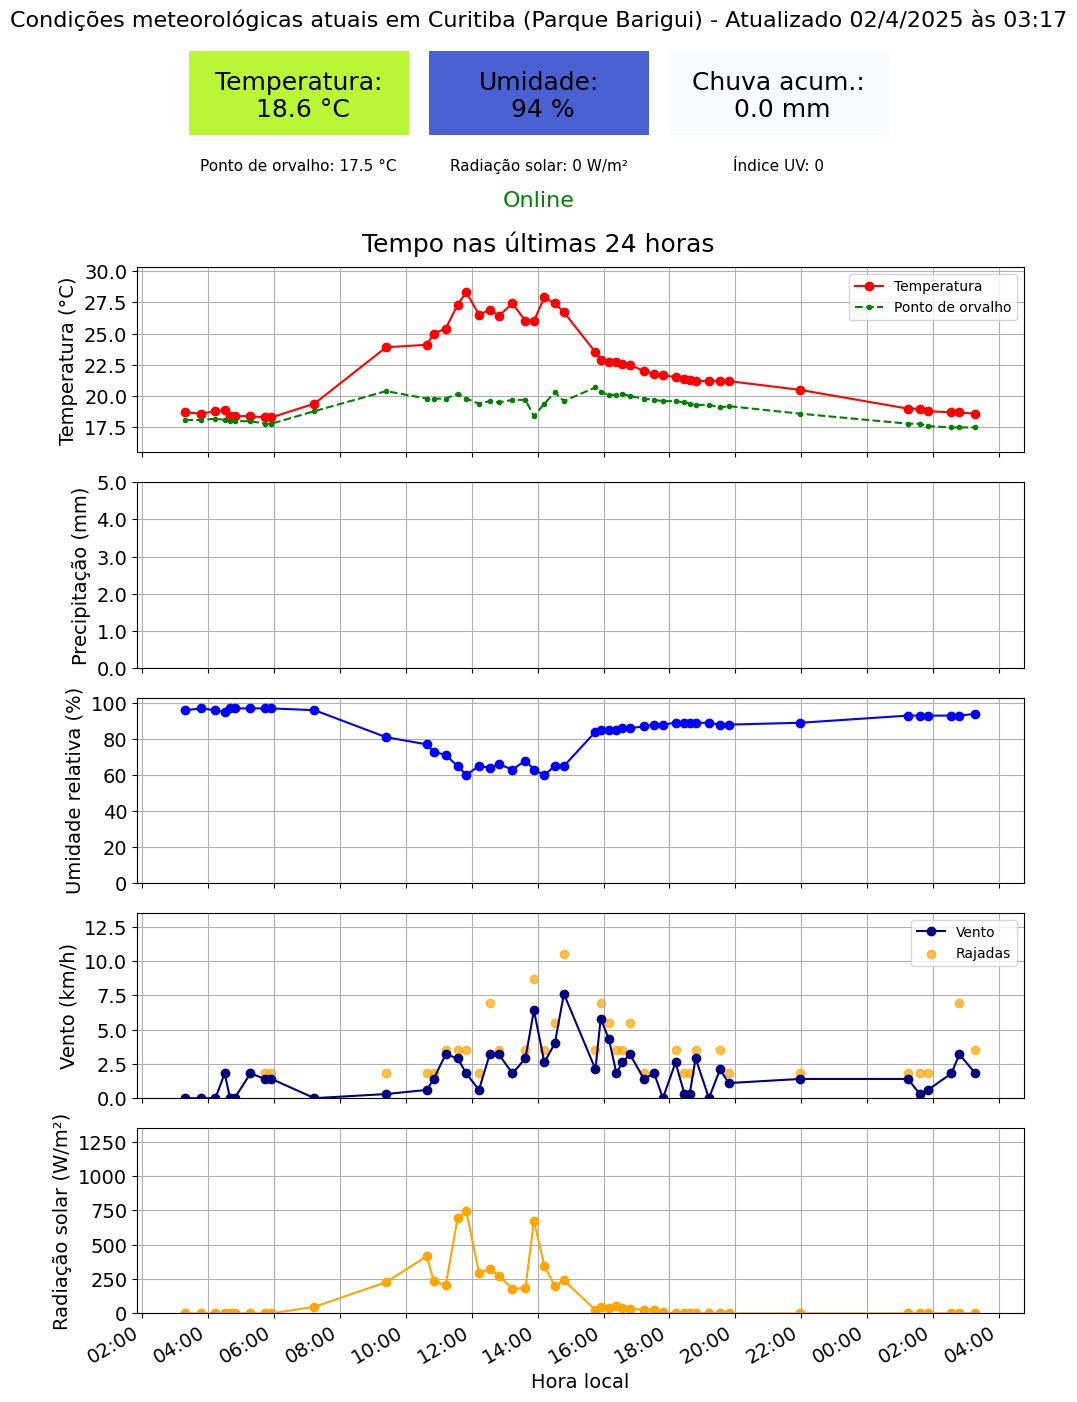 Condições meteorológicas atuais em Curitiba (Parque Barigui) - Atualizado 02/4/2025 às 03:17
Temperatura:
18.6 °C
Umidade:
94 %
Chuva acum.:
0.0 mm
Ponto de orvalho: 17.5 °C
Radiação solar: 0 W/m²
Índice UV: 0
Online
Tempo nas últimas 24 horas
Temperatura (°C)
30.0
27.5
25.0
22.5
20.0
17.5
Temperatura
Ponto de orvalho
Precipitação (mm)
5.0
4.0
3.0
2.0
1.0
0.0
Umidade relativa (%)
100
80
60
40
20
0
Vento (km/h)
12.5
10.0
7.5
5.0
2.5
0.0
Vento
Rajadas
Radiação solar (W/m²)
1250
1000
750
500
250
0
02:00
04:00
06:00
08:00
10:00
12:00
14:00
16:00
18:00
20:00
22:00
00:00
02:00
04:00
Hora local